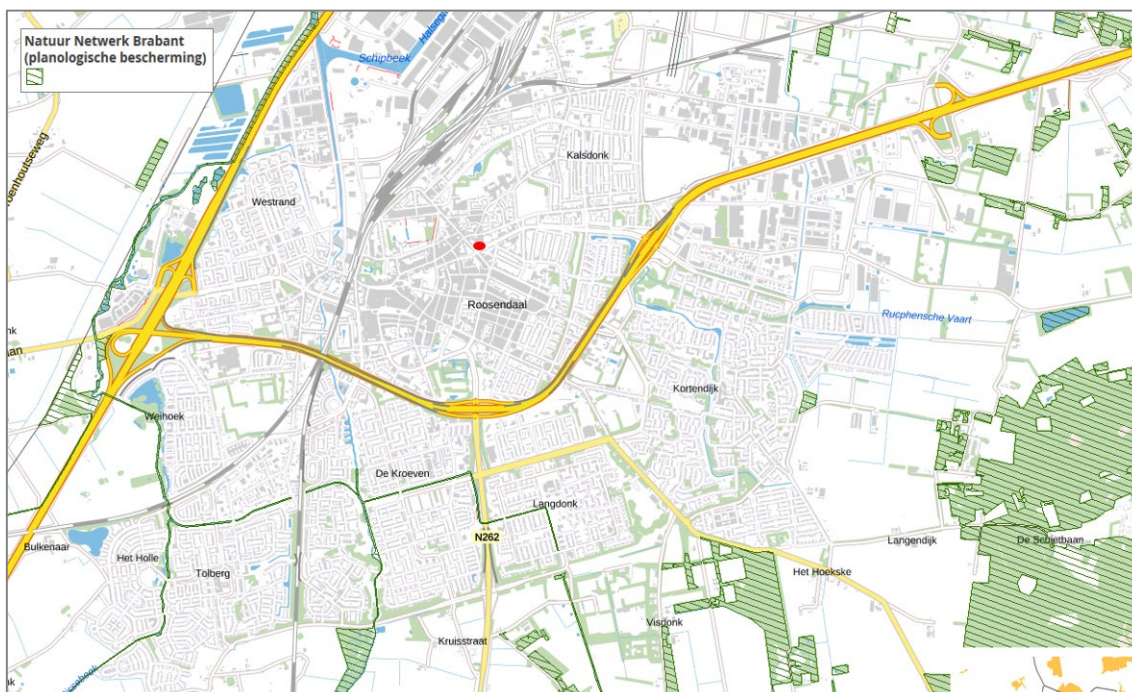 Natuur Netwerk Brabant
(planologische bescherming)
Schipbeek
Kalsdonk
Westrand
Roosendaal
Rucphensche Vaart
Kortendijk
Weihoek
De Kroeven
Langdonk
N262
Bulkenaar
Het Holle
Tolberg
Langendijk
De Schietbaan
Het Hoekske
Visdonk
Kruisstraat